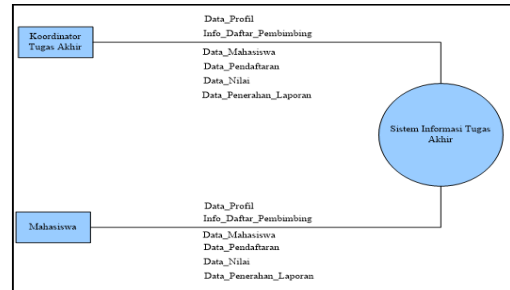 Data_Profil
Info_Daftar_Pembimbing
Koordinator
Tugas Akhir
Data_Mahasiswa
Data_Pendaftaran
Data_Nilai
Data_Penerahan_Laporan
Sistem Informasi Tugas
Akhir
Data_Profil
Info_Daftar_Pembimbing
Mahasiswa
Data_Mahasiswa
Data_Pendaftaran
Data_Nilai
Data_Penerahan_Laporan